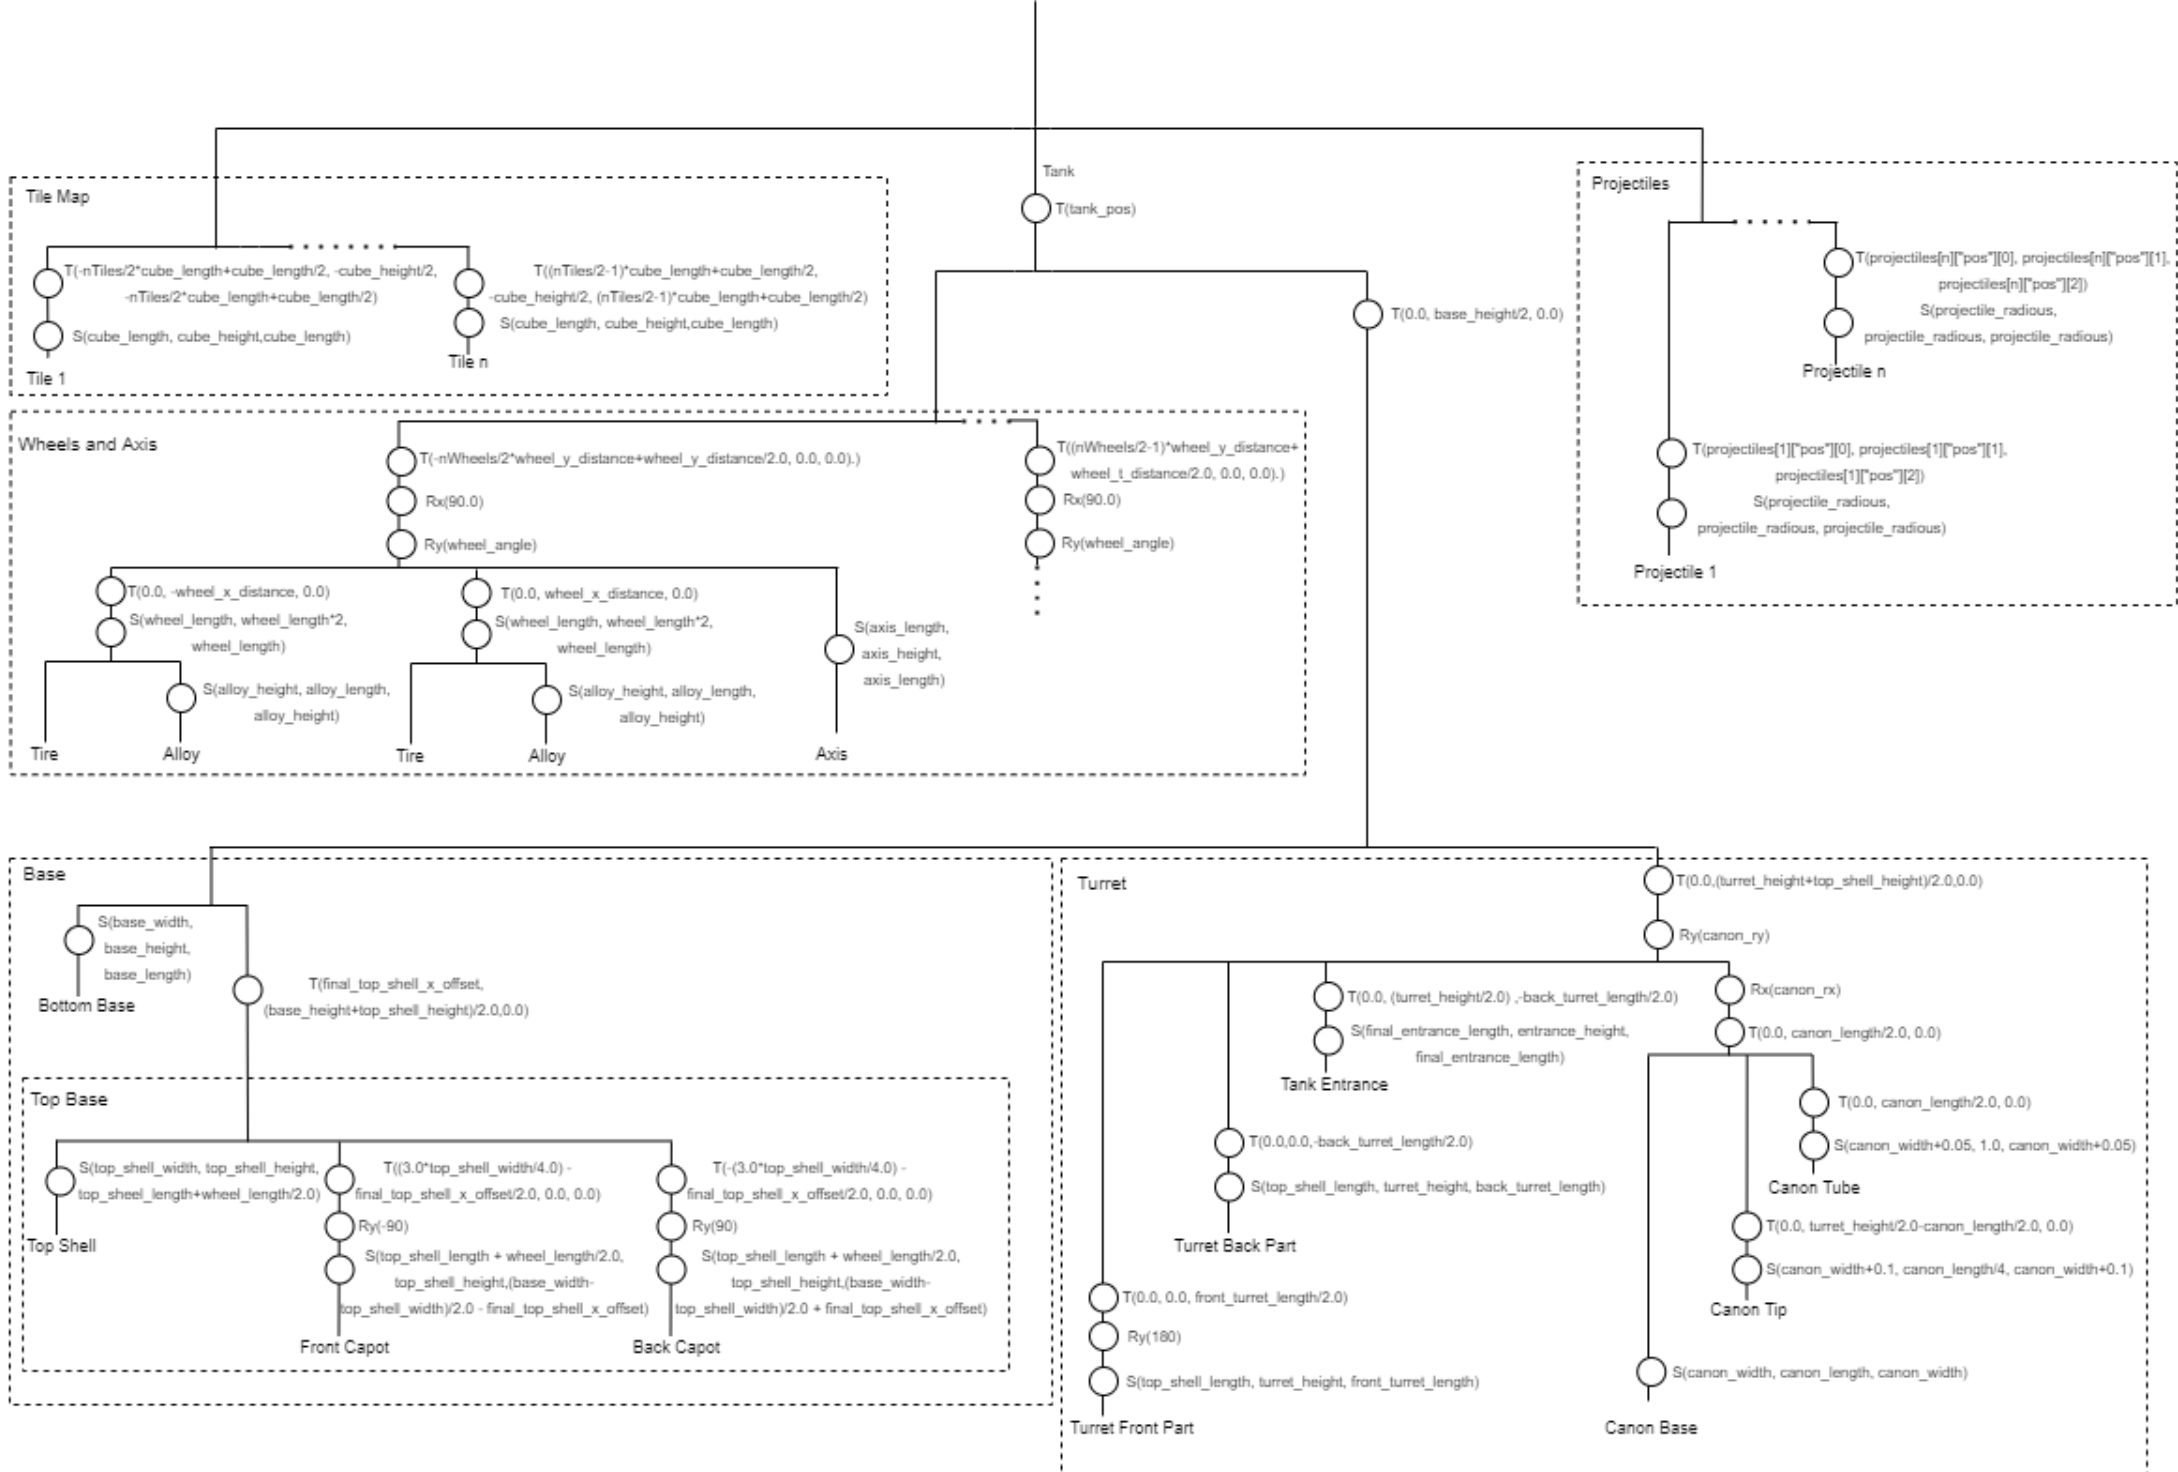 Tank
T(tank_pos)
Tile Map
T(-nTiles/2*cube_length+cube_length/2, -cube_height/2,
-nTiles/2*cube_length+cube_length/2)
S(cube_length, cube_height,cube_length)
Tile 1
T((nTiles/2-1)*cube_length+cube_length/2,
-cube_height/2, (nTiles/2-1)*cube_length+cube_length/2)
S(cube_length, cube_height,cube_length)
Tile n
T(0.0, base_height/2, 0.0)
Projectiles
T(projectiles[n]["pos"][0], projectiles[n]["pos"][1],
projectiles[n]["pos"][2])
S(projectile_radious,
projectile_radious, projectile_radious)
Projectile n
T(projectiles[1]["pos"][0], projectiles[1]["pos"][1],
projectiles[1]["pos"][2])
S(projectile_radious,
projectile_radious, projectile_radious)
Projectile 1
Wheels and Axis
T(-nWheels/2*wheel_y_distance+wheel_y_distance/2.0, 0.0, 0.0).)
Rx(90.0)
Ry(wheel_angle)
T((nWheels/2-1)*wheel_y_distance+
wheel_t_distance/2.0, 0.0, 0.0).)
Rx(90.0)
Ry(wheel_angle)
T(0.0, -wheel_x_distance, 0.0)
S(wheel_length, wheel_length*2,
wheel_length)
S(alloy_height, alloy_length,
alloy_height)
Tire
Alloy
T(0.0, wheel_x_distance, 0.0)
S(wheel_length, wheel_length*2,
wheel_length)
S(alloy_height, alloy_length,
alloy_height)
Tire
Alloy
S(axis_length,
axis_height,
axis_length)
Axis
Base
S(base_width,
base_height,
base_length)
Bottom Base
T(final_top_shell_x_offset,
(base_height+top_shell_height)/2.0,0.0)
Top Base
S(top_shell_width, top_shell_height,
top_sheel_length+wheel_length/2.0)
Top Shell
T((3.0*top_shell_width/4.0) -
final_top_shell_x_offset/2.0, 0.0, 0.0)
Ry(-90)
S(top_shell_length + wheel_length/2.0,
top_shell_height,(base_width-
top_shell_width)/2.0 - final_top_shell_x_offset)
Front Capot
T(-(3.0*top_shell_width/4.0) -
final_top_shell_x_offset/2.0, 0.0, 0.0)
Ry(90)
S(top_shell_length + wheel_length/2.0,
top_shell_height,(base_width-
top_shell_width)/2.0 + final_top_shell_x_offset)
Back Capot
Turret
T(0.0,(turret_height+top_shell_height)/2.0,0.0)
Ry(canon_ry)
T(0.0, (turret_height/2.0) ,-back_turret_length/2.0)
S(final_entrance_length, entrance_height,
final_entrance_length)
Tank Entrance
Rx(canon_rx)
T(0.0, canon_length/2.0, 0.0)
T(0.0, canon_length/2.0, 0.0)
S(canon_width+0.05, 1.0, canon_width+0.05)
Canon Tube
T(0.0,0.0,-back_turret_length/2.0)
S(top_shell_length, turret_height, back_turret_length)
Turret Back Part
T(0.0, turret_height/2.0-canon_length/2.0, 0.0)
S(canon_width+0.1, canon_length/4, canon_width+0.1)
Canon Tip
T(0.0, 0.0, front_turret_length/2.0)
Ry(180)
S(top_shell_length, turret_height, front_turret_length)
Turret Front Part
S(canon_width, canon_length, canon_width)
Canon Base